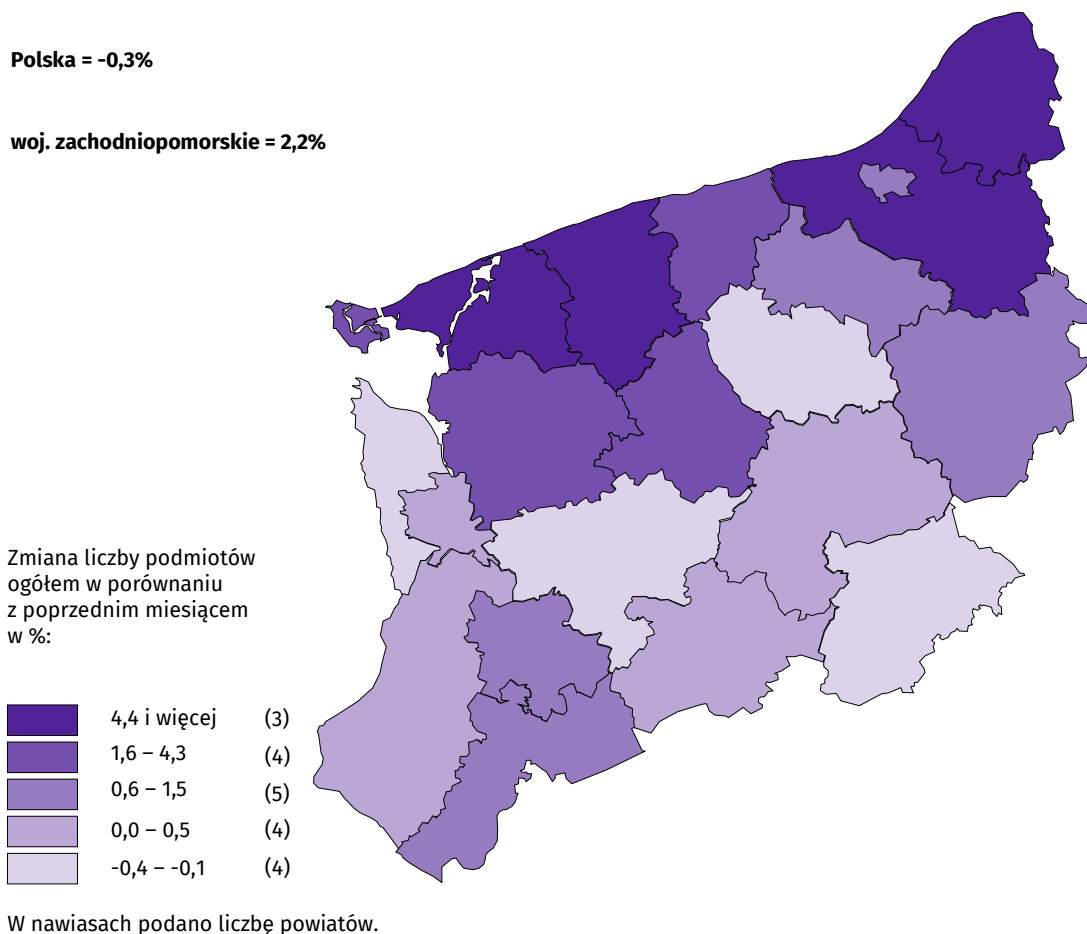 Polska = -0,3%
woj. zachodniopomorskie = 2,2%
Zmiana liczby podmiotów
ogółem w porównaniu
z poprzednim miesiącem
w %:
4,4 i więcej (3)
1,6 – 4,3 (4)
0,6 – 1,5 (5)
0,0 – 0,5 (4)
-0,4 – -0,1 (4)
W nawiasach podano liczbę powiatów.